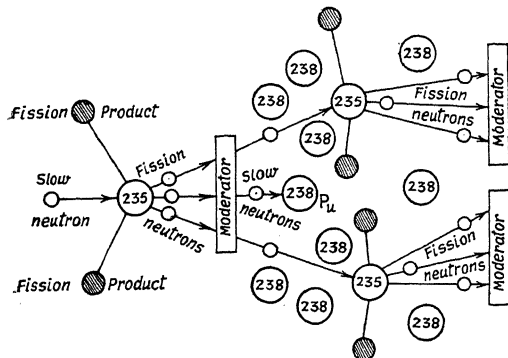 238
238
238
235
Fission
neutrons
238
Moderator
Fission Product
Fission
Slow
neutron
235
neutrons
Moderator
Slow
neutrons
238 Pu
238
Fission Product
238
235
Fission
neutrons
238
238
238
Moderator